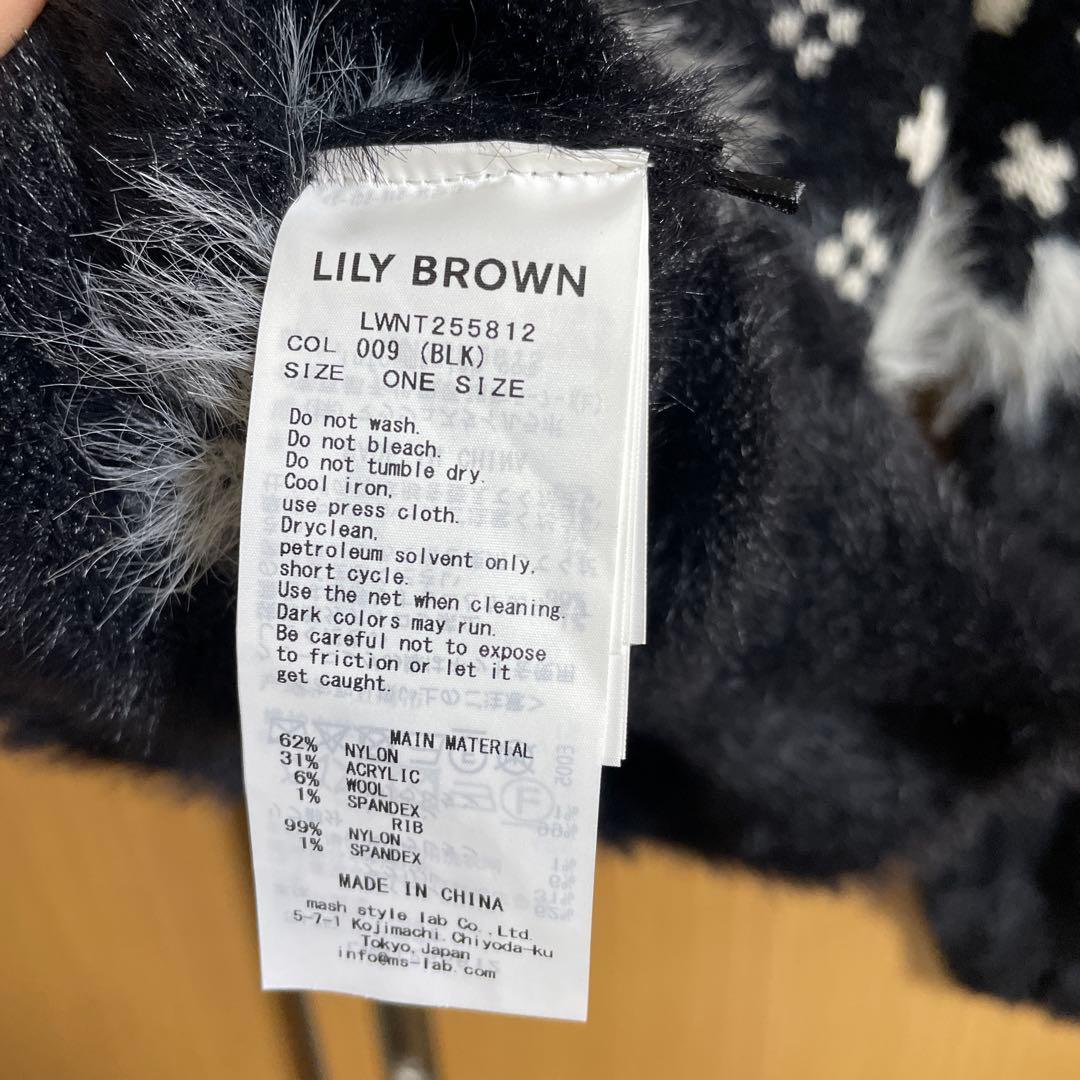 LILY BROWN
LWNT255812
COL 009 (BLK)
SIZE ONE SIZE
Do not wash.
Do not bleach.
Do not tumble dry.
Cool iron,
use press cloth.
Dryclean,
petroleum solvent only,
short cycle.
Use the net when cleaning.
Dark colors may run.
Be careful not to expose
to friction or let it
get caught.
MAIN MATERIAL
62% NYLON
31% ACRYLIC
6% WOOL
1% SPANDEX
RIB
99% NYLON
1% SPANDEX
MADE IN CHINA
mash style lab Co.,Ltd.
5-7-1 Kojimachi, Chiyoda-ku
Tokyo, Japan
info@ms-lab.com